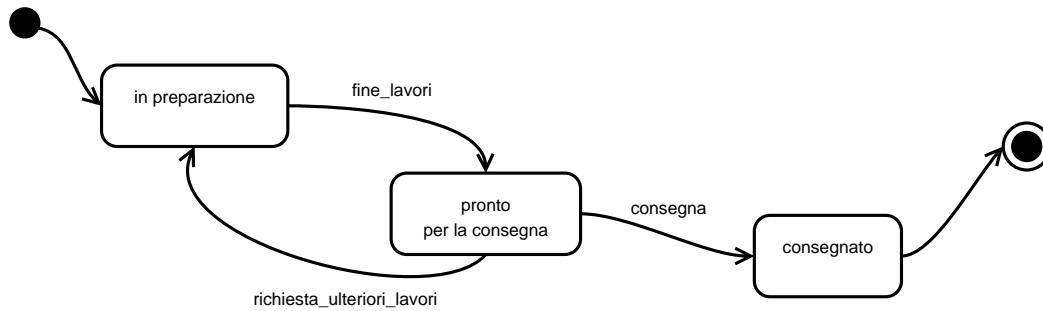 in preparazione
fine_lavori
pronto
per la consegna
consegna
consegnato
richiesta_ulteriori_lavori